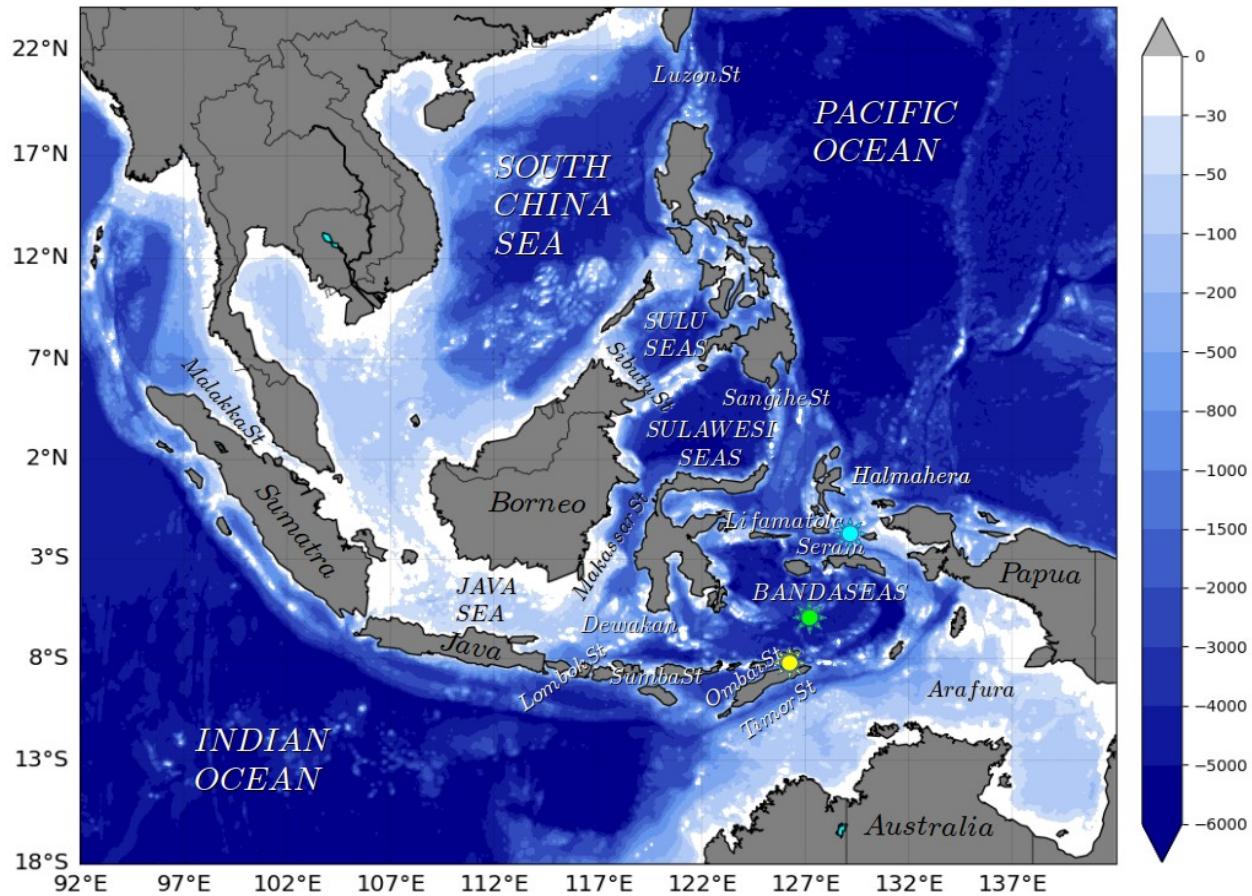 22°N
17°N
12°N
7°N
2°N
3°S
8°S
13°S
18°S
92°E
97°E
102°E
107°E
112°E
117°E
122°E
127°E
132°E
137°E
LuzonSt
PACIFIC
OCEAN
SOUTH
CHINA
SEA
SULU
SEAS
SibutuSt
MalakkaSt
SangiheSt
SULAWESI
SEAS
Halmahera
Borneo
Sumatra
MakassarSt
Lifamatola
Seram
Papua
JAVA
SEA
BANDASEAS
Dewakan
Java
LombokSt
SumbaSt
OmbaiSt
TimorSt
Arafura
INDIAN
OCEAN
Australia
0
−30
−50
−100
−200
−500
−800
−1000
−1500
−2000
−3000
−4000
−5000
−6000